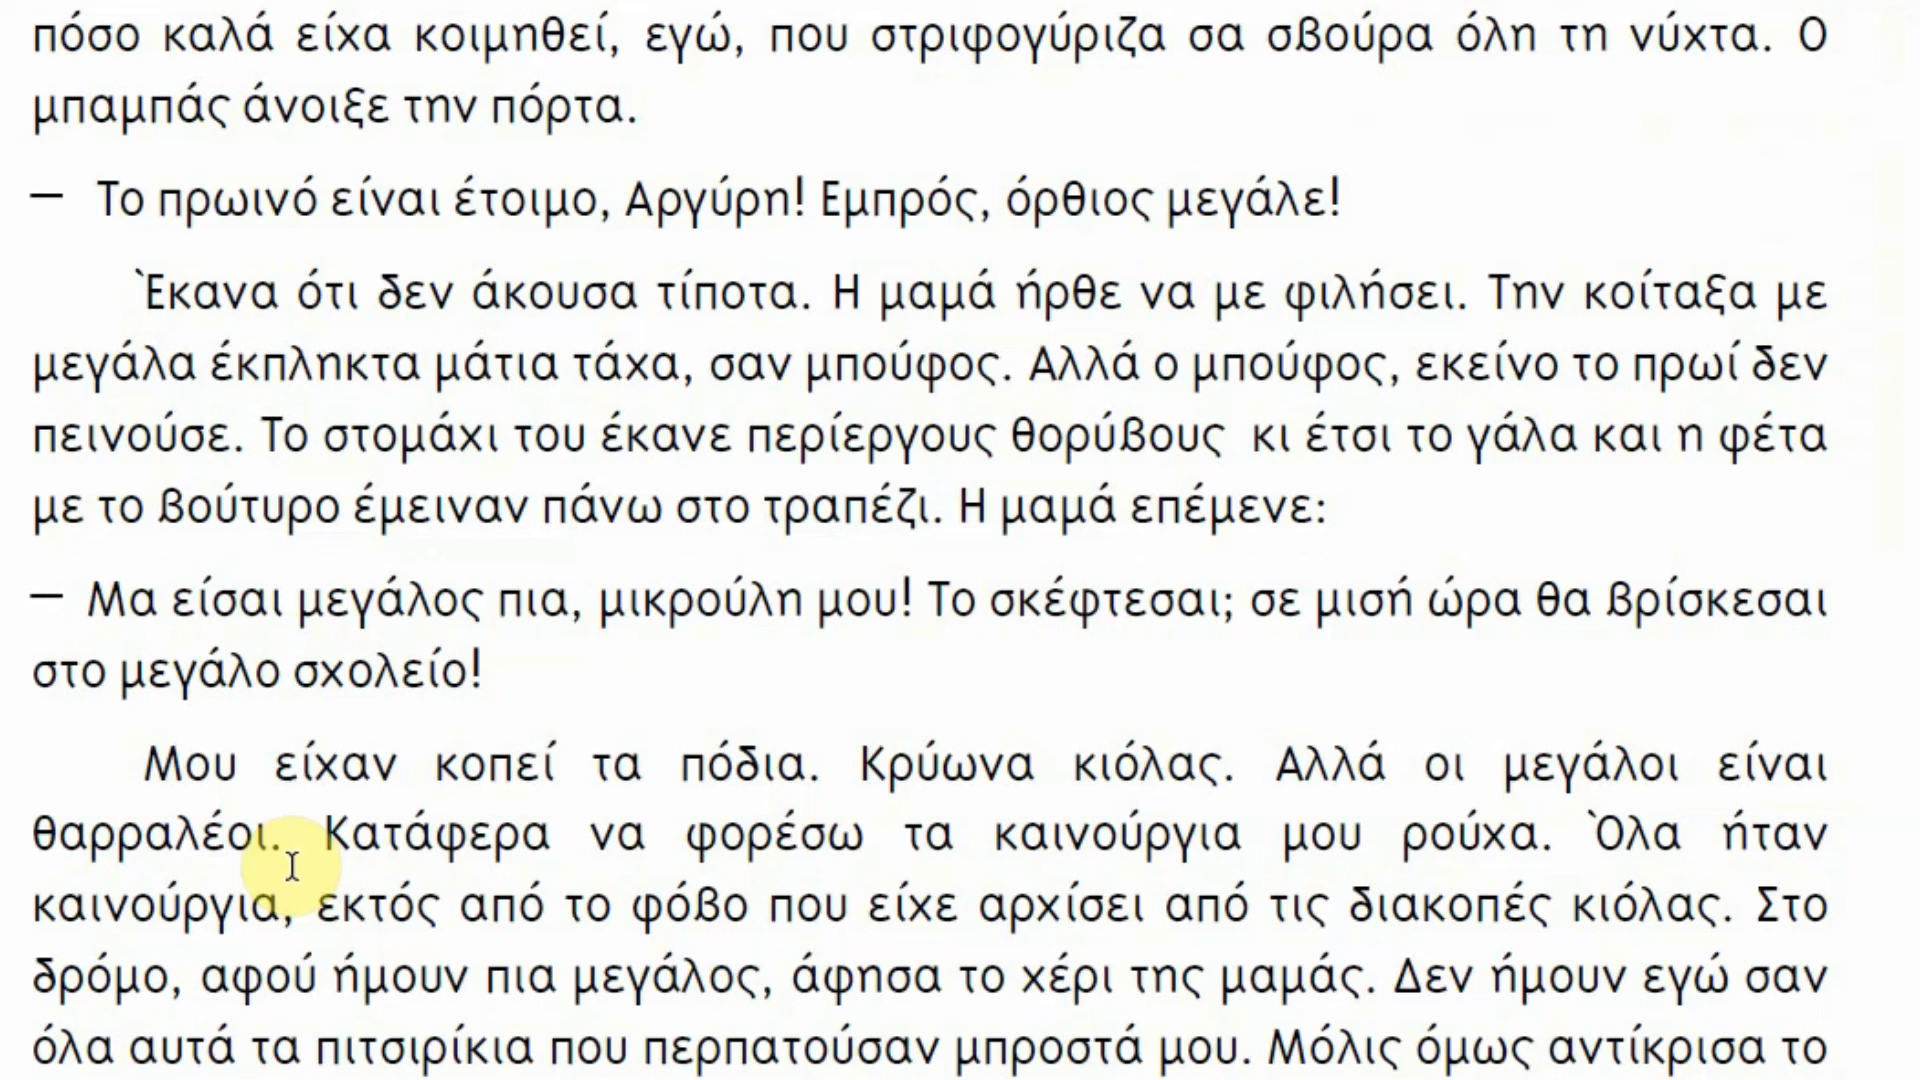 πόσο καλά είχα κοιμηθεί, εγώ, που στριφογύριζα σα σβούρα όλη τη νύχτα. Ο
μπαμπάς άνοιξε την πόρτα.
– Το πρωινό είναι έτοιμο, Αργύρη! Εμπρός, όρθιος μεγάλε!
Έκανα ότι δεν άκουσα τίποτα. Η μαμά ήρθε να με φιλήσει. Την κοίταξα με
μεγάλα έκπληκτα μάτια τάχα, σαν μπούφος. Αλλά ο μπούφος, εκείνο το πρωί δεν
πεινούσε. Το στομάχι του έκανε περίεργους θορύβους κι έτσι το γάλα και η φέτα
με το βούτυρο έμειναν πάνω στο τραπέζι. Η μαμά επέμενε:
– Μα είσαι μεγάλος πια, μικρούλη μου! Το σκέφτεσαι; σε μισή ώρα θα βρίσκεσαι
στο μεγάλο σχολείο!
Μου είχαν κοπεί τα πόδια. Κρύωνα κιόλας. Αλλά οι μεγάλοι είναι
θαρραλέοι. Κατάφερα να φορέσω τα καινούργια μου ρούχα. Όλα ήταν
καινούργια, εκτός από το φόβο που είχε αρχίσει από τις διακοπές κιόλας. Στο
δρόμο, αφού ήμουν πια μεγάλος, άφησα το χέρι της μαμάς. Δεν ήμουν εγώ σαν
όλα αυτά τα πιτσιρίκια που περπατούσαν μπροστά μου. Μόλις όμως αντίκρισα το